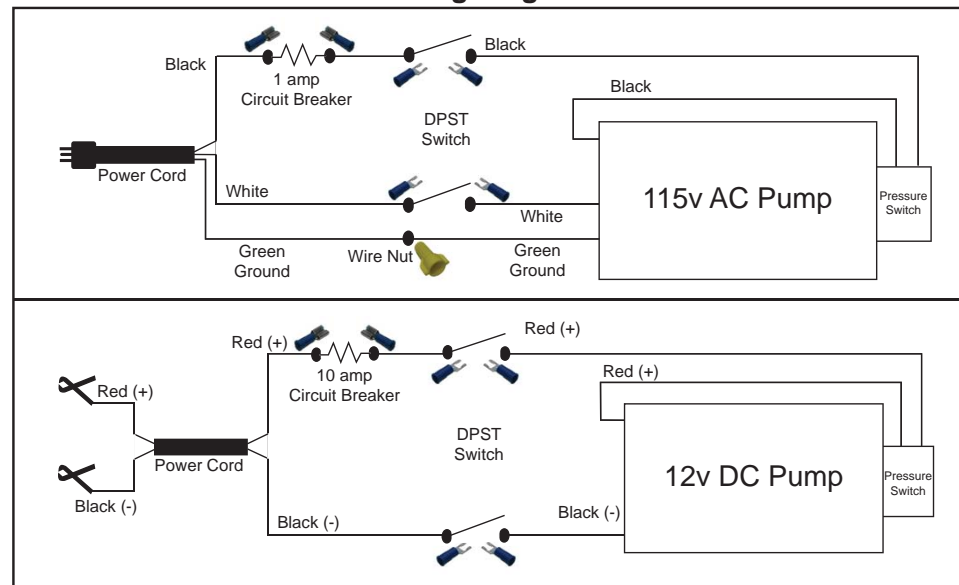 Black
1 amp
Circuit Breaker
Black
DPST
Switch
Black
Power Cord
White
White
115v AC Pump
Pressure
Switch
Green
Ground
Wire Nut
Green
Ground
Red (+)
10 amp
Circuit Breaker
Red (+)
Red (+)
Red (+)
DPST
Switch
Power Cord
12v DC Pump
Pressure
Switch
Black (-)
Black (-)
Black (-)